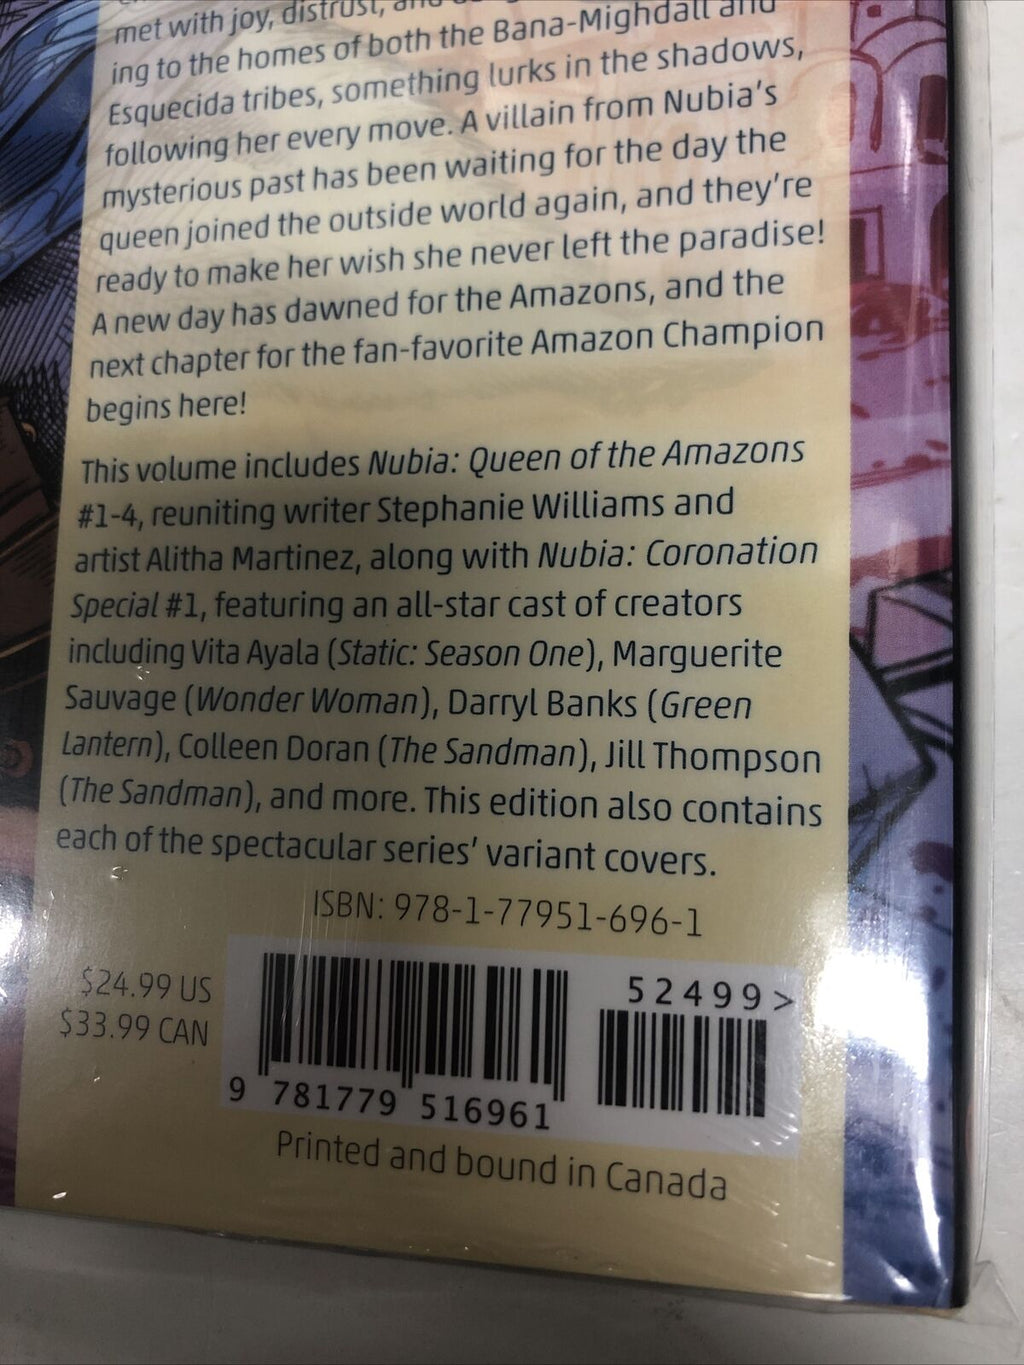 met with joy, distrust, and
ing to the homes of both the Bana-Mighdall and
Esquecida tribes, something lurks in the shadows,
following her every move. A villain from Nubia's
mysterious past has been waiting for the day the
queen joined the outside world again, and they're
ready to make her wish she never left the paradise!
A new day has dawned for the Amazons, and the
next chapter for the fan-favorite Amazon Champion
begins here!
This volume includes Nubia: Queen of the Amazons
#1-4, reuniting writer Stephanie Williams and
artist Alitha Martinez, along with Nubia: Coronation
Special #1, featuring an all-star cast of creators
including Vita Ayala (Static: Season One), Marguerite
Sauvage (Wonder Woman), Darryl Banks (Green
Lantern), Colleen Doran (The Sandman), Jill Thompson
(The Sandman), and more. This edition also contains
each of the spectacular series' variant covers.
ISBN: 978-1-77951-696-1
$24.99 US
$33.99 CAN
52499>
9 781779 516961
Printed and bound in Canada